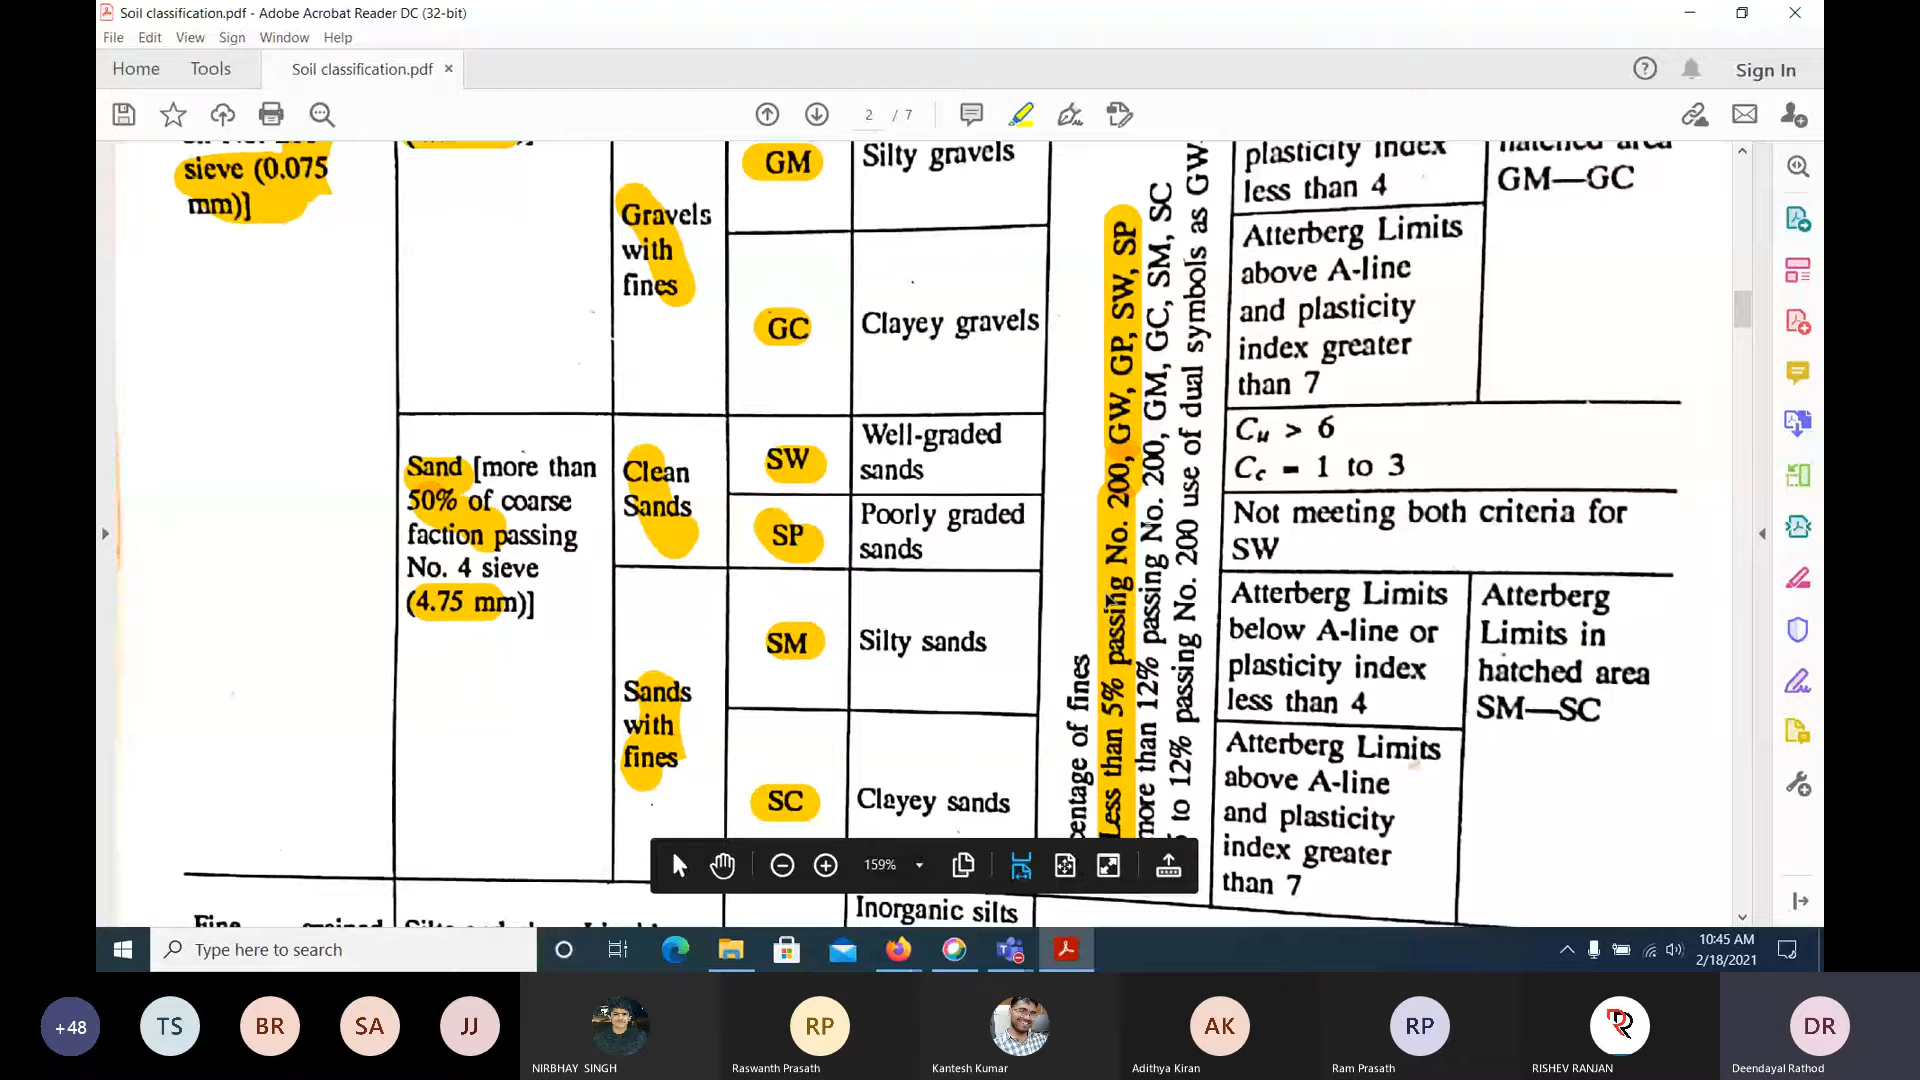 Soil classification.pdf - Adobe Acrobat Reader DC (32-bit)
File Edit View Sign Window Help
Home Tools Soil classification.pdf × Sign In
2 / 7
sieve (0.075
mm)]
Gravels
with
fines
GM
Silty gravels
GC
Clayey gravels
Sand [more than
50% of coarse
faction passing
No. 4 sieve
(4.75 mm)]
Clean
Sands
SW
Well-graded
sands
SP
Poorly graded
sands
Sands
with
fines
SM
Silty sands
SC
Clayey sands
centage of fines
Less than 5% passing No. 200, GW, GP, SW, SP
more than 12% passing No. 200, GM, GC, SM, SC
to 12% passing No. 200 use of dual symbols as GW-
plasticity index
less than 4
hatched area
GM—GC
Atterberg Limits
above A-line
and plasticity
index greater
than 7
Cu > 6
Cc = 1 to 3
Not meeting both criteria for
SW
Atterberg Limits
below A-line or
plasticity index
less than 4
Atterberg
Limits in
hatched area
SM—SC
Atterberg Limits
above A-line
and plasticity
index greater
than 7
159%
Inorganic silts
Type here to search
10:45 AM
2/18/2021
+48 TS BR SA JJ RP AK RP DR
NIRBHAY SINGH Raswanth Prasath Kantesh Kumar Adithya Kiran Ram Prasath RISHEV RANJAN Deendayal Rathod